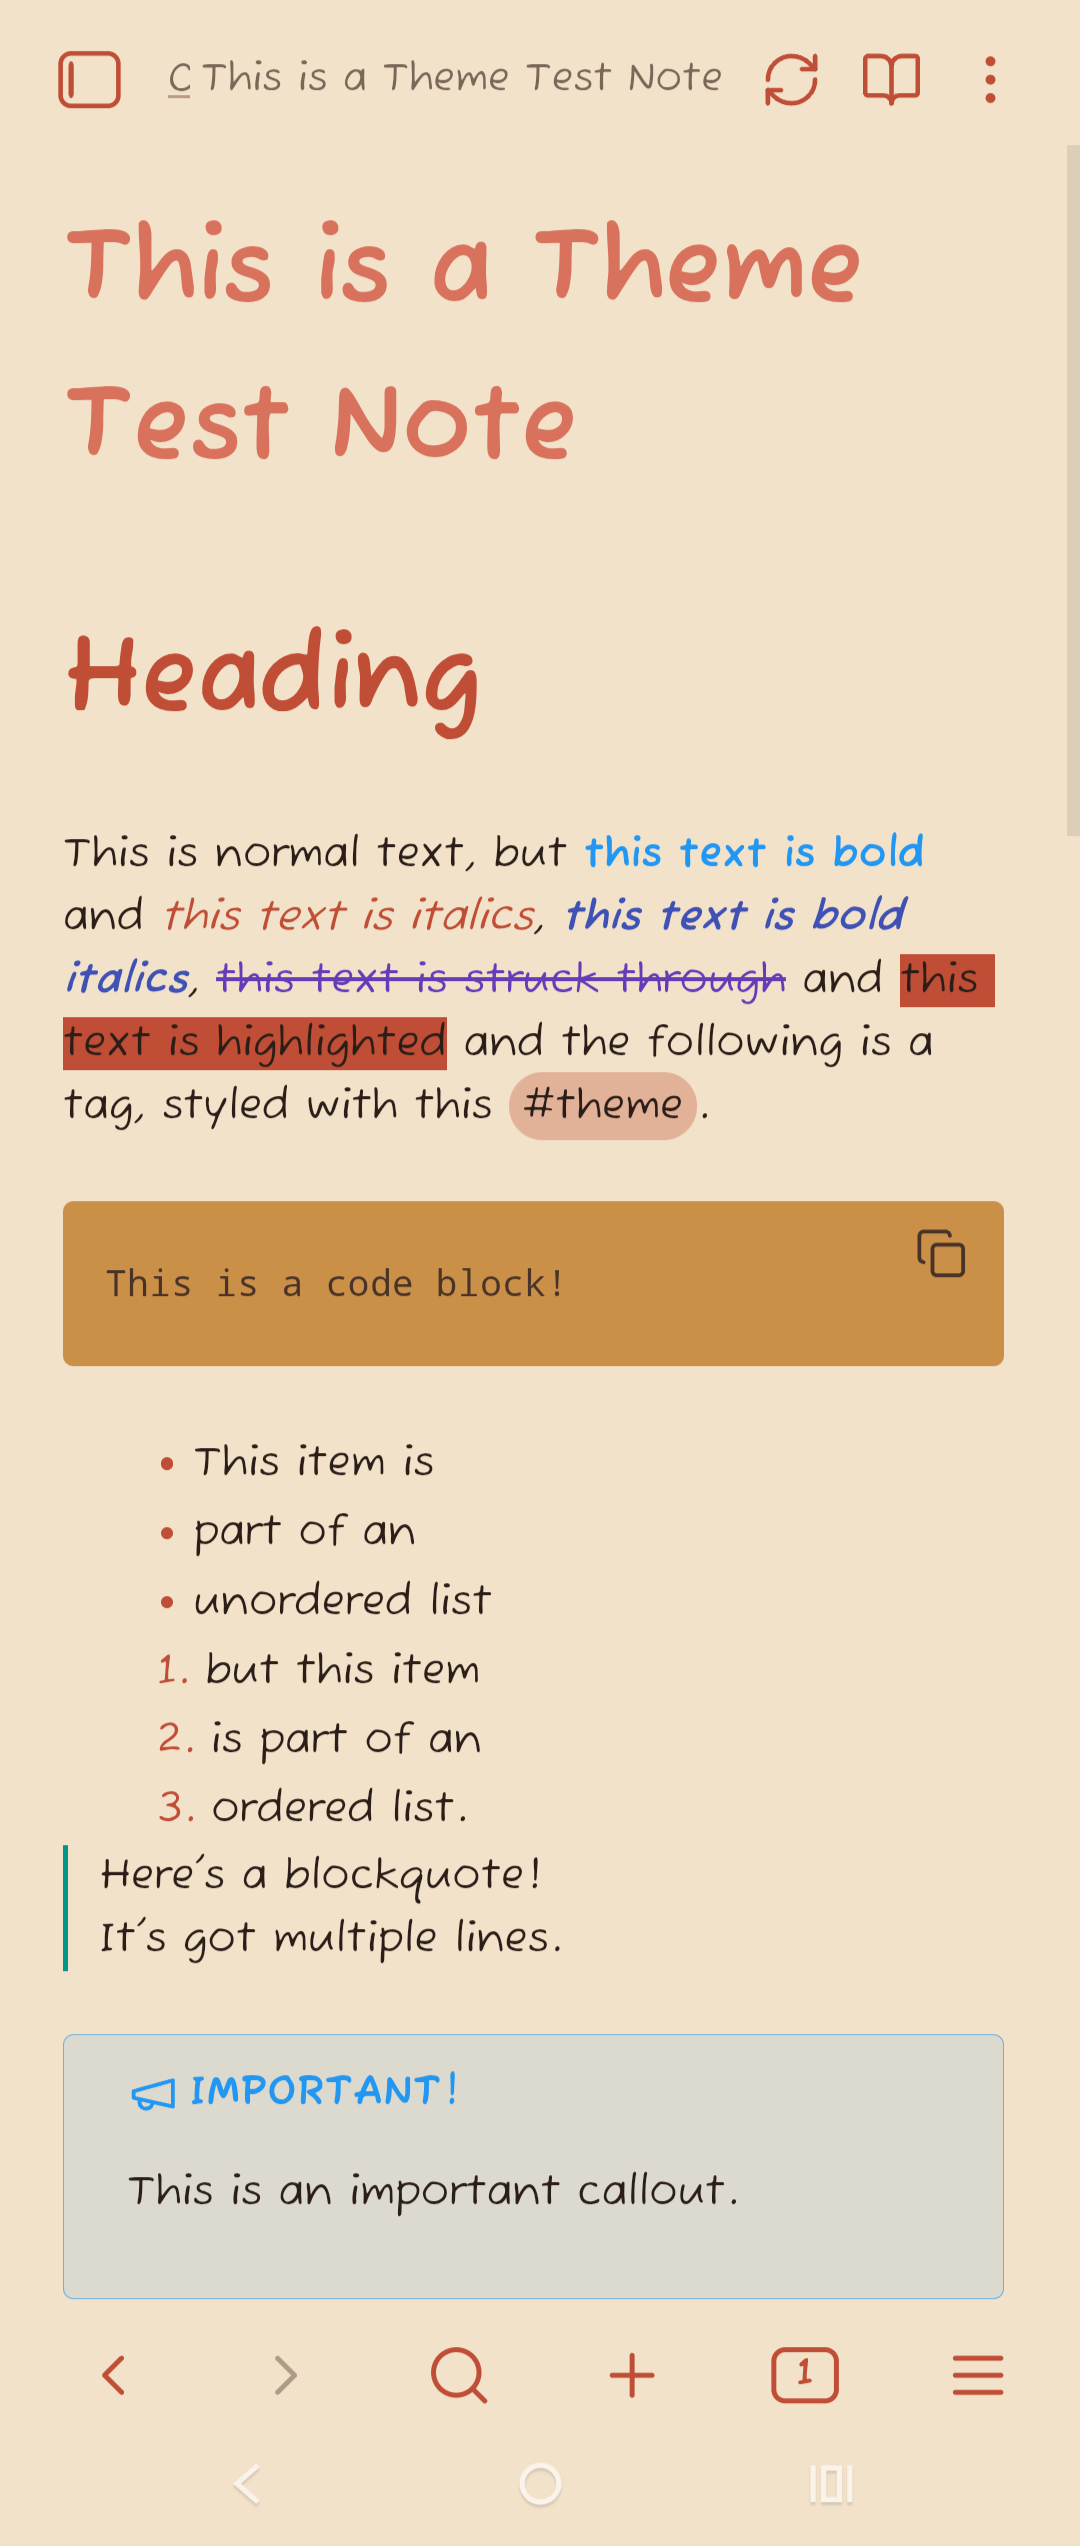 C This is a Theme Test Note
This is a Theme
Test Note
Heading
This is normal text, but this text is bold
and this text is italics, this text is bold
italics, this text is struck through and this
text is highlighted and the following is a
tag, styled with this #theme.
This is a code block!
• This item is
• part of an
• unordered list
1. but this item
2. is part of an
3. ordered list.
Here's a blockquote!
It's got multiple lines.
IMPORTANT!
This is an important callout.
1